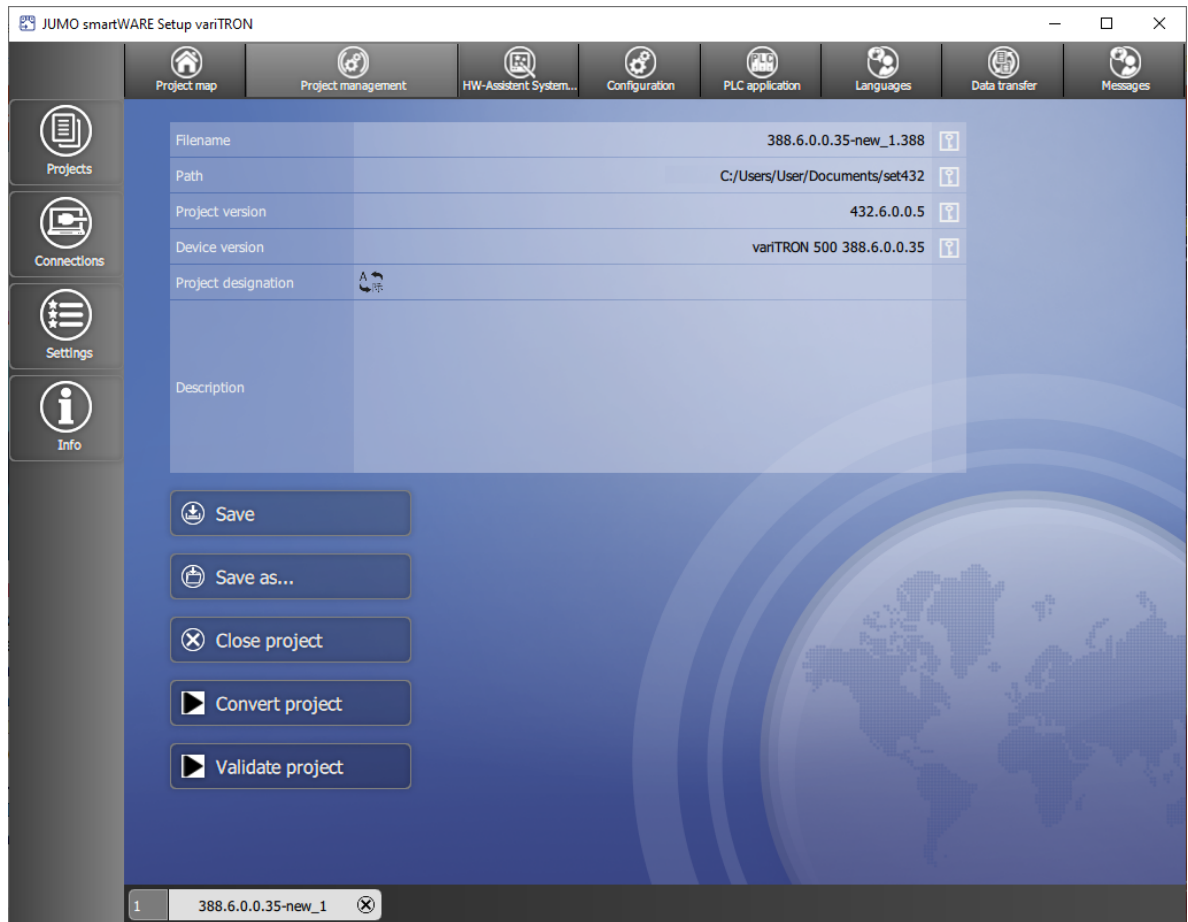 JUMO smartWARE Setup variTRON
Project map
Project management
HW-Assistent System...
Configuration
PLC application
Languages
Data transfer
Messages
Projects
Connections
Settings
Info
Filename 388.6.0.0.35-new_1.388
Path C:/Users/User/Documents/set432
Project version 432.6.0.0.5
Device version variTRON 500 388.6.0.0.35
Project designation
Description
Save
Save as...
Close project
Convert project
Validate project
1 388.6.0.0.35-new_1